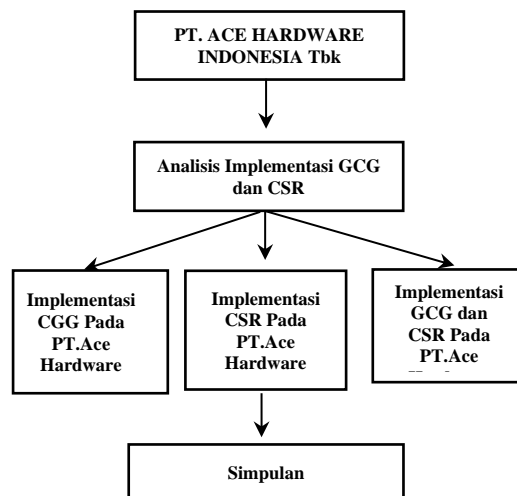 PT. ACE HARDWARE
INDONESIA Tbk
Analisis Implementasi GCG
dan CSR
Implementasi
CGG Pada
PT.Ace
Hardware
Implementasi
CSR Pada
PT.Ace
Hardware
Implementasi
GCG dan
CSR Pada
PT.Ace
Simpulan